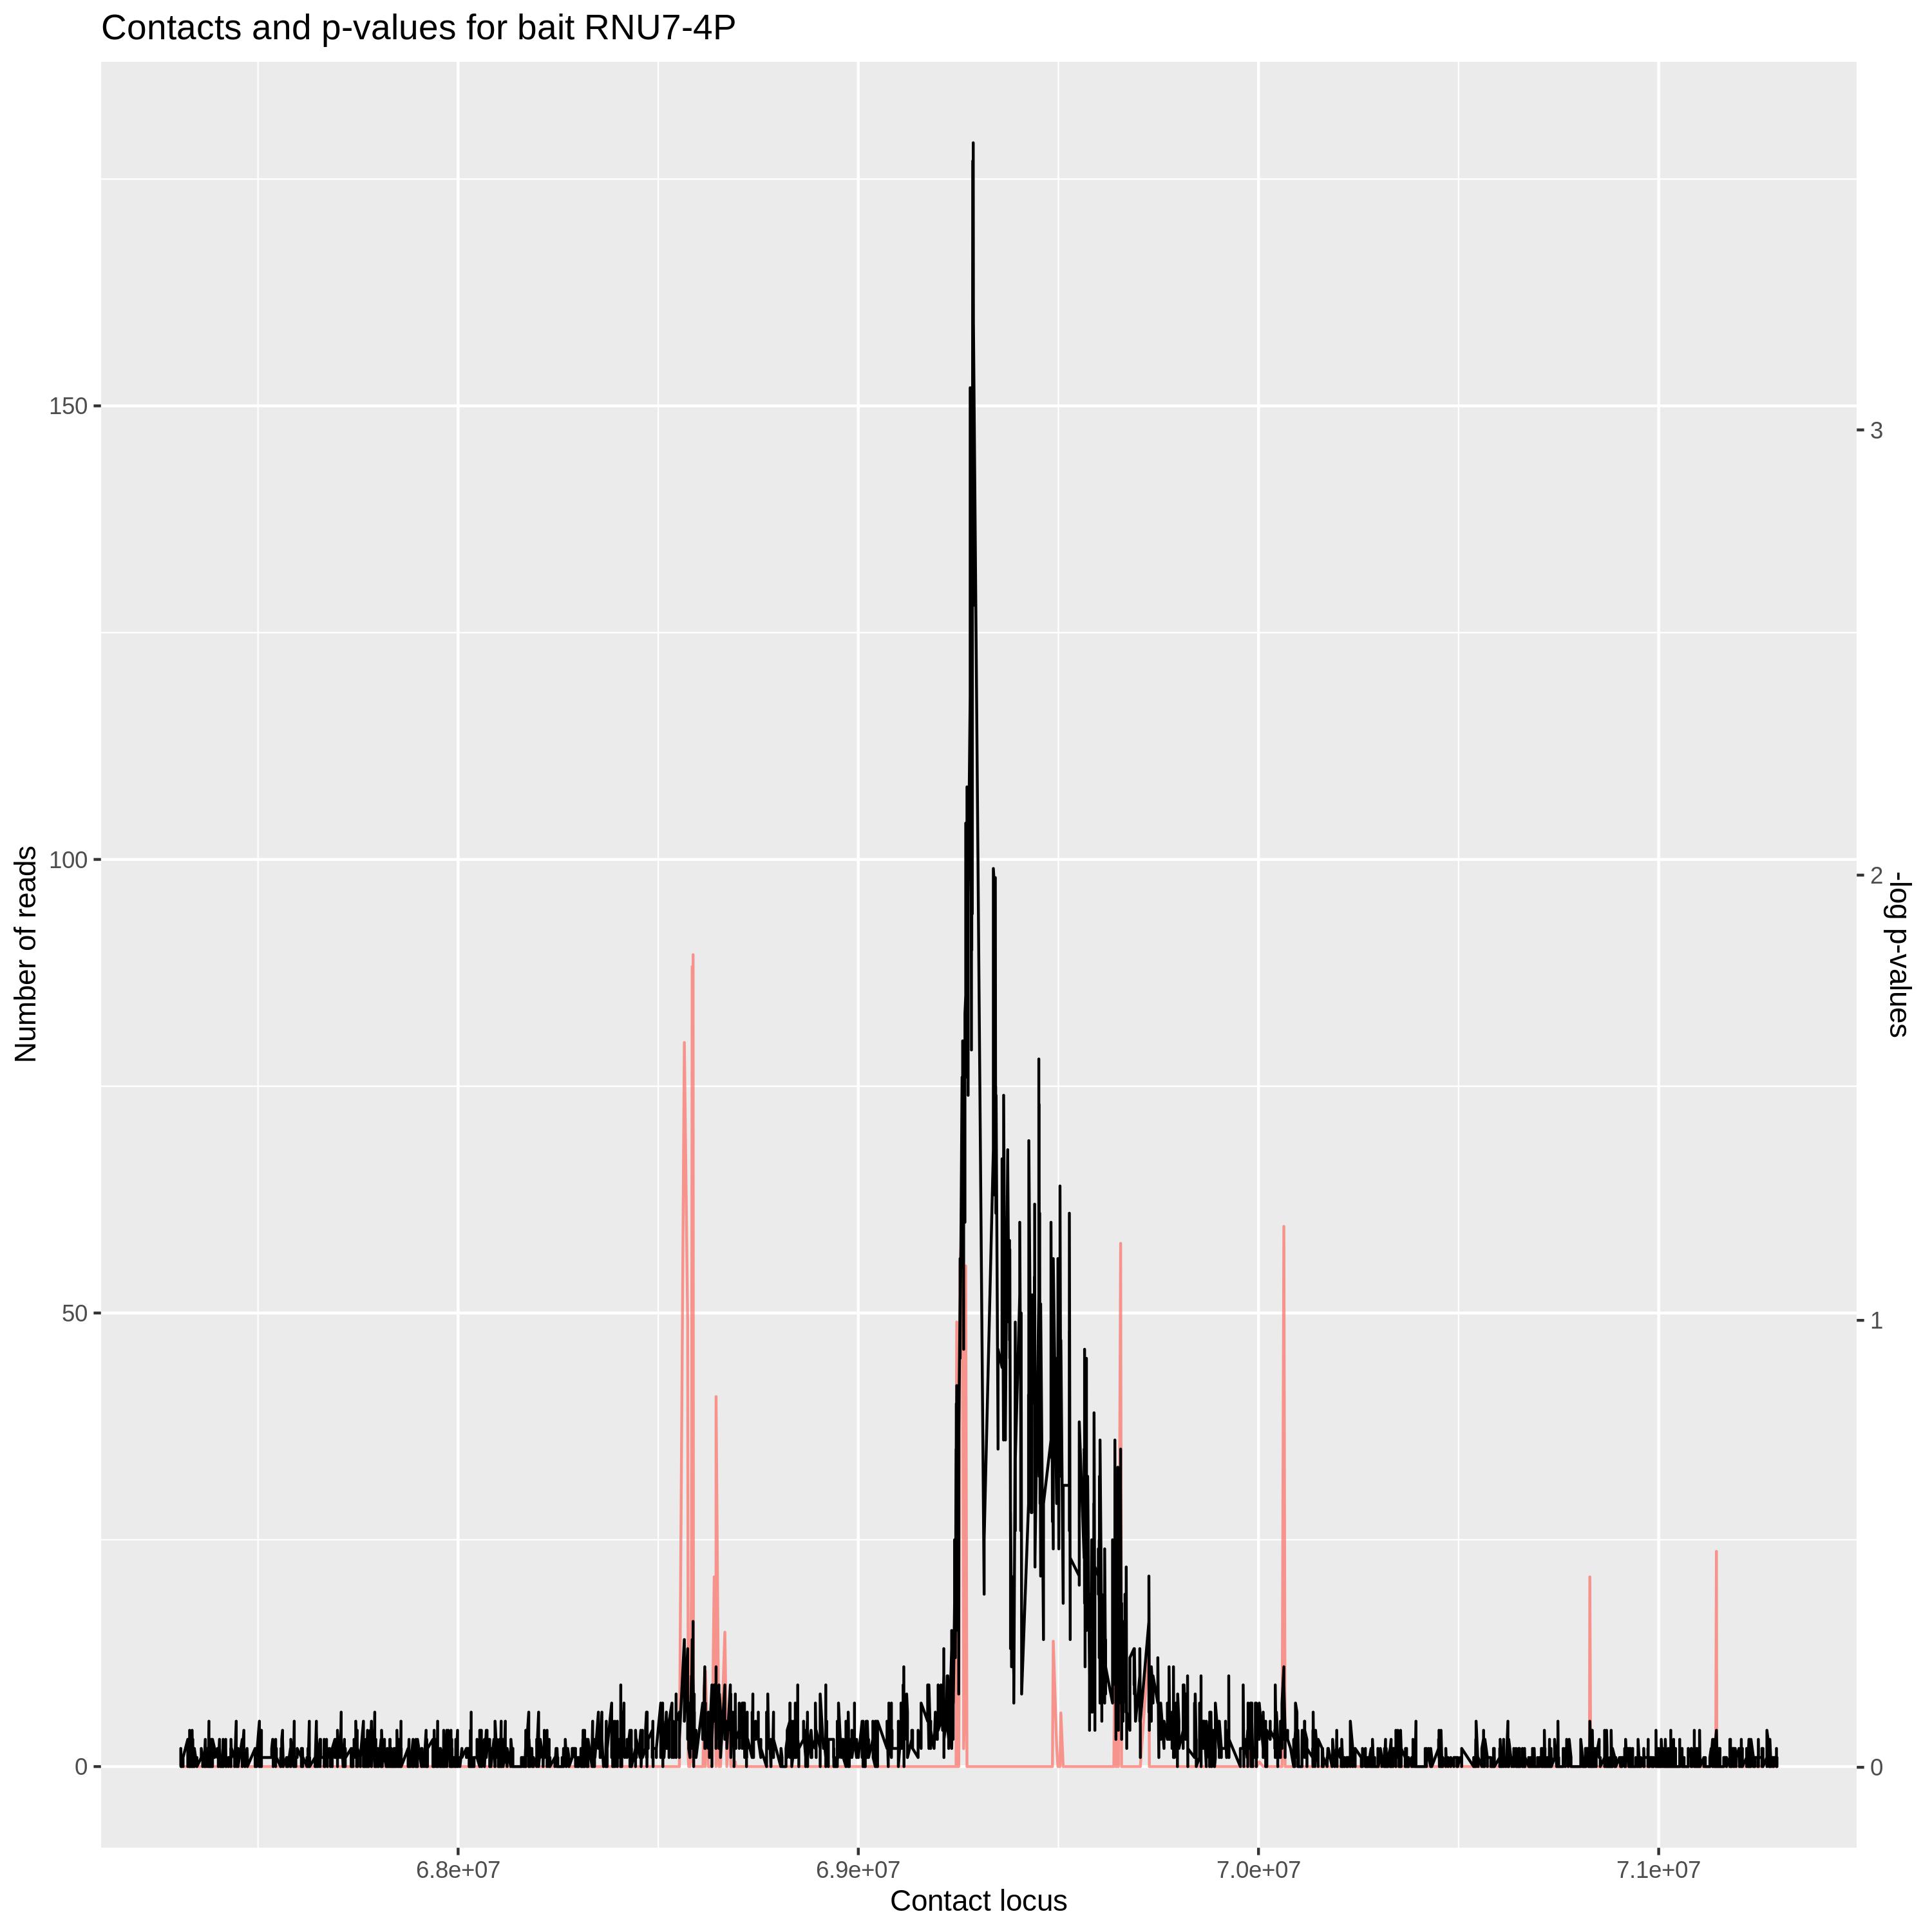 Contacts and p-values for bait RNU7-4P
150
100
50
0
3
2
1
0
Number of reads
-log p-values
6.8e+07
6.9e+07
7.0e+07
7.1e+07
Contact locus